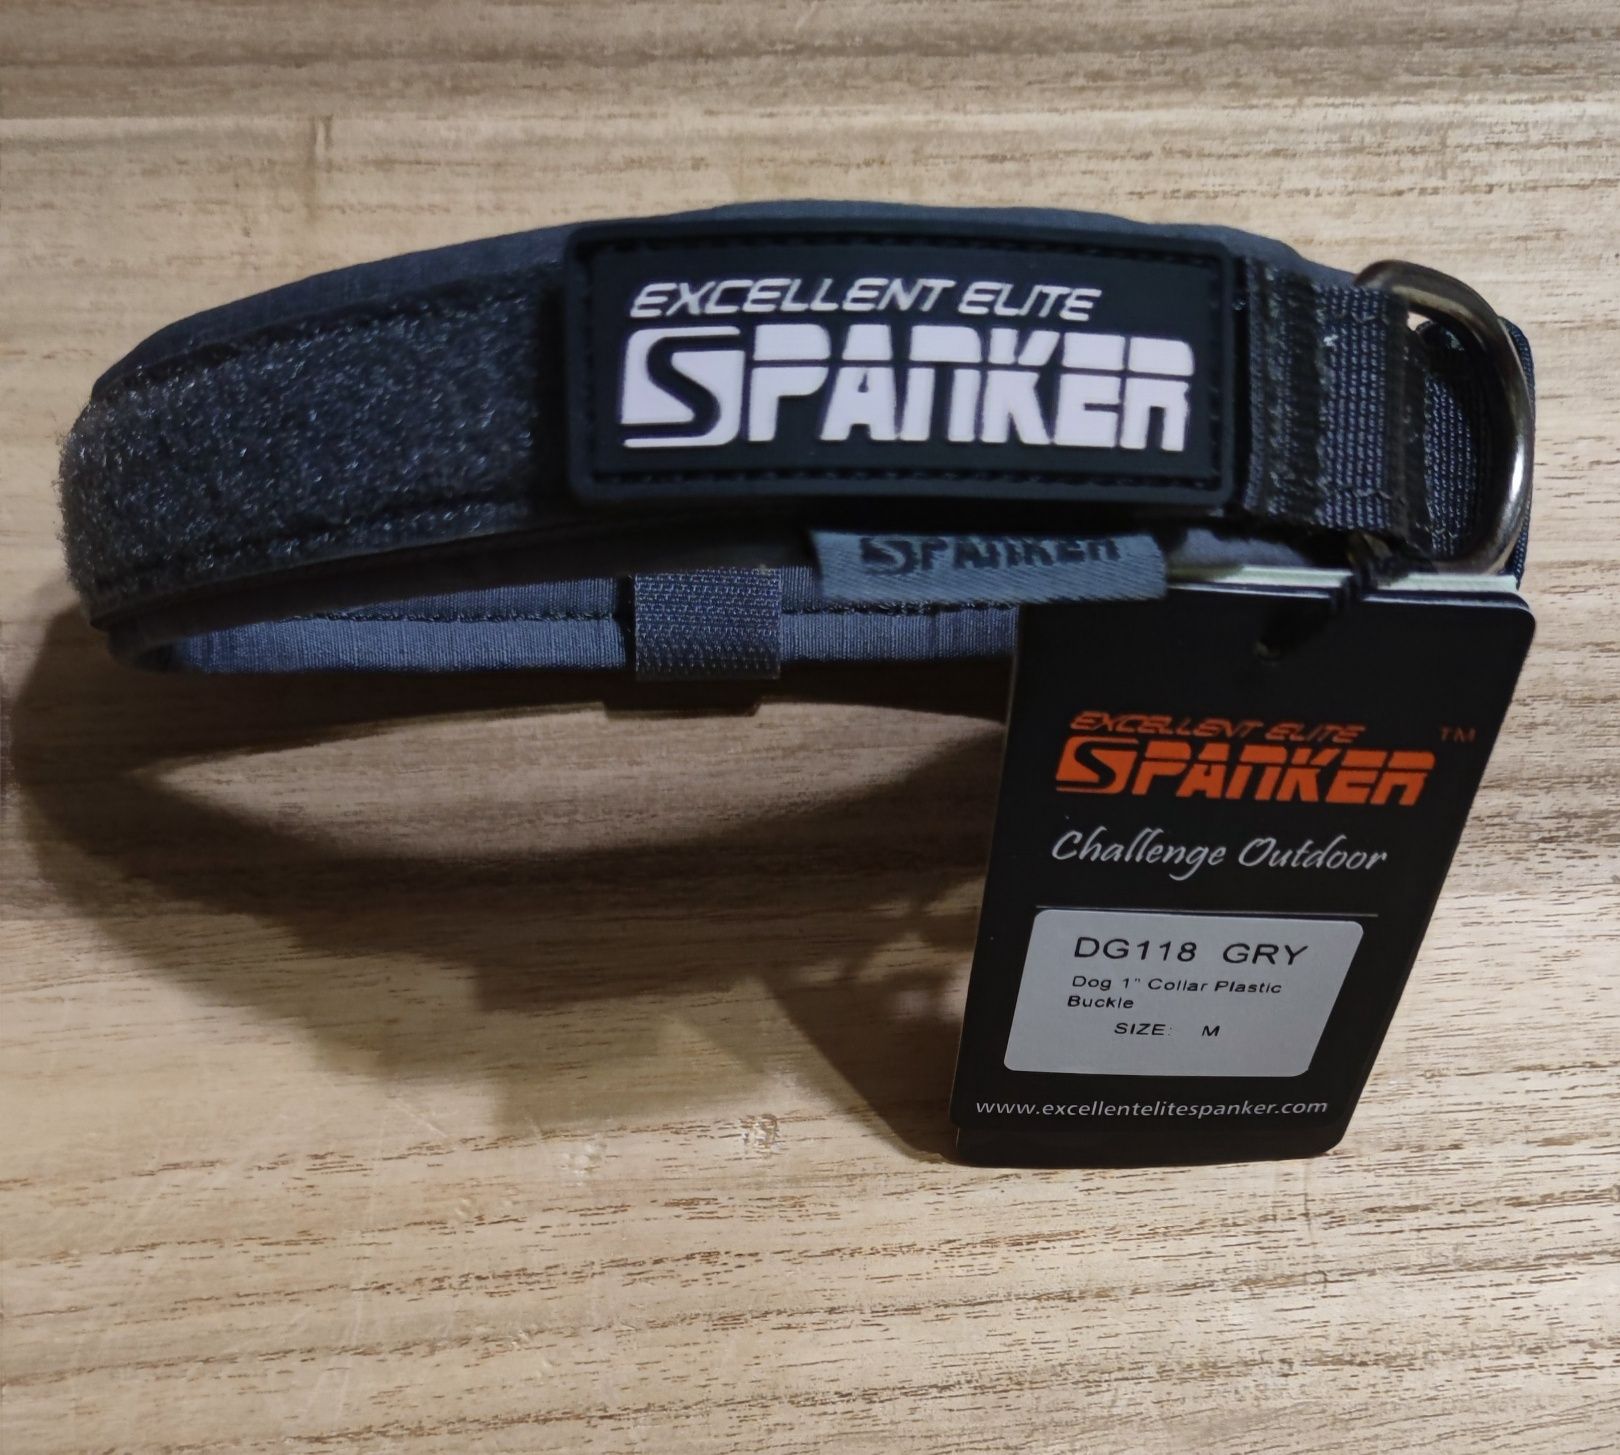 EXCELLENT ELITE
SPANKER
SPANKER
EXCELLENT ELITE
SPANKER TM
Challenge Outdoor
DG118 GRY
Dog 1" Collar Plastic
Buckle
SIZE: M
www.excellentelitespanker.com